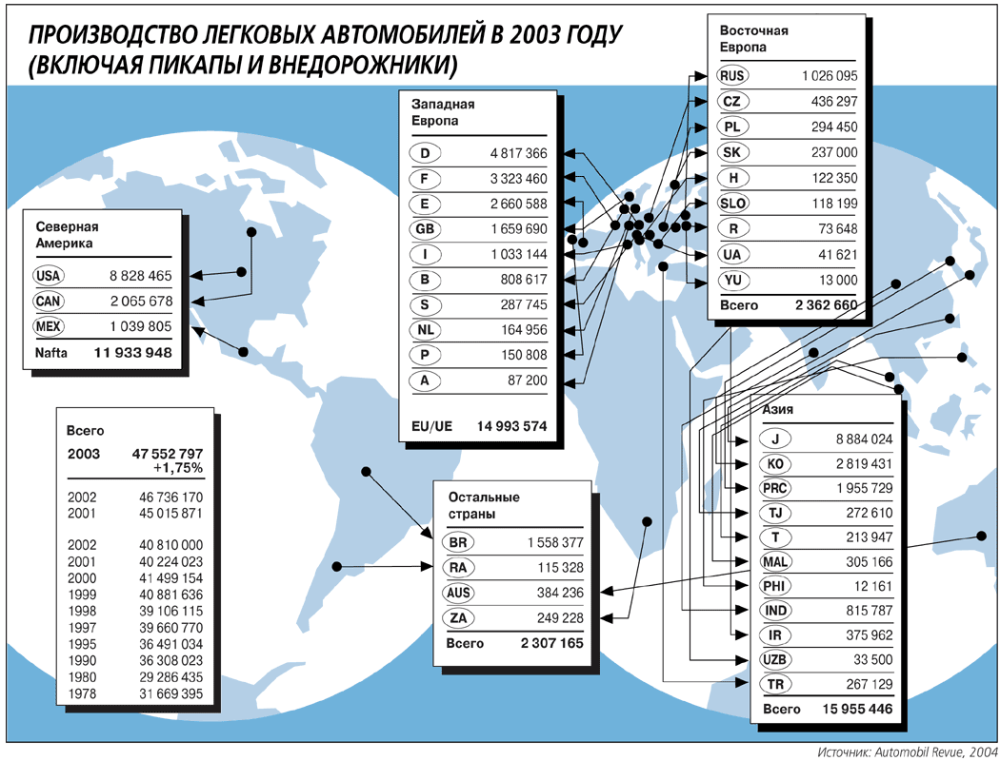 ПРОИЗВОДСТВО ЛЕГКОВЫХ АВТОМОБИЛЕЙ В 2003 ГОДУ
(ВКЛЮЧАЯ ПИКАПЫ И ВНЕДОРОЖНИКИ)
Северная
Америка
USA 8 828 465
CAN 2 065 678
MEX 1 039 805
Nafta 11 933 948
Всего
2003 47 552 797
+1,75%
2002 46 736 170
2001 45 015 871
2002 40 810 000
2001 40 224 023
2000 41 499 154
1999 40 881 636
1998 39 106 115
1997 39 660 770
1995 36 491 034
1990 36 308 023
1980 29 286 435
1978 31 669 395
Западная
Европа
D 4 817 366
F 3 323 460
E 2 660 588
GB 1 659 690
I 1 033 144
B 808 617
S 287 745
NL 164 956
P 150 808
A 87 200
EU/UE 14 993 574
Остальные
страны
BR 1 558 377
RA 115 328
AUS 384 236
ZA 249 228
Всего 2 307 165
Восточная
Европа
RUS 1 026 095
CZ 436 297
PL 294 450
SK 237 000
H 122 350
SLO 118 199
R 73 648
UA 41 621
YU 13 000
Всего 2 362 660
Азия
J 8 884 024
KO 2 819 431
PRC 1 955 729
TJ 272 610
T 213 947
MAL 305 166
PHI 12 161
IND 815 787
IR 375 962
UZB 33 500
TR 267 129
Всего 15 955 446
Источник: Automobil Revue, 2004